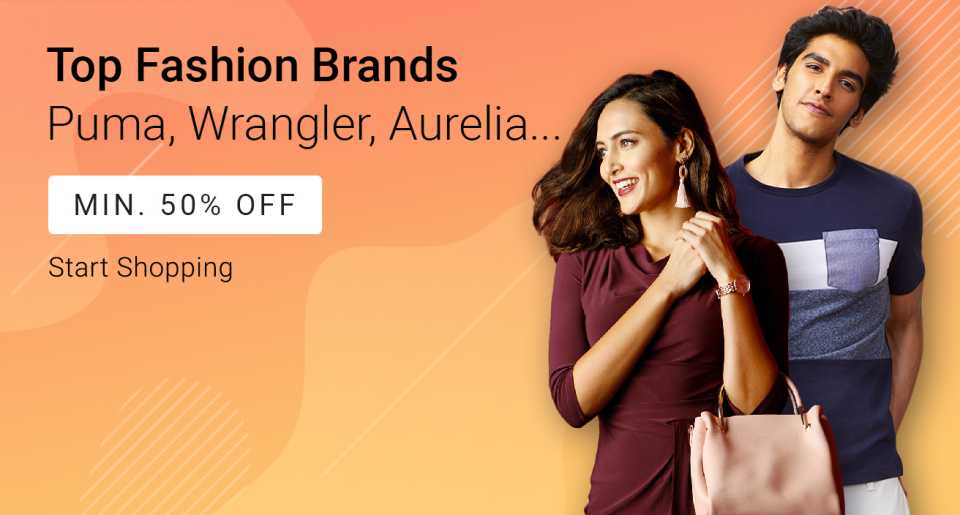 Top Fashion Brands
Puma, Wrangler, Aurelia...
MIN. 50% OFF
Start Shopping